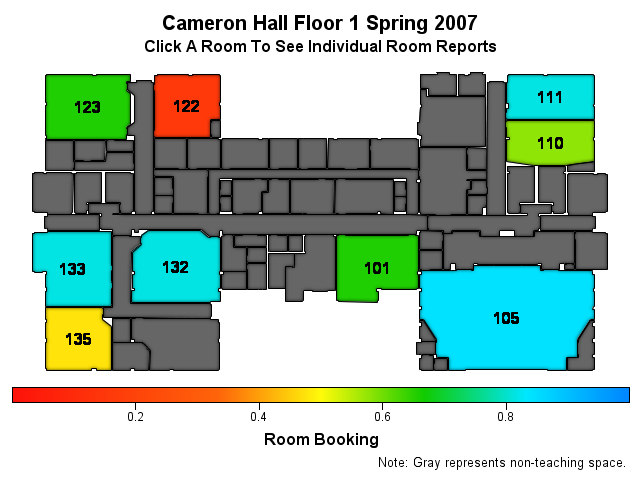 Cameron Hall Floor 1 Spring 2007
Click A Room To See Individual Room Reports
123
122
111
110
133
132
101
105
135
0.2 0.4 0.6 0.8
Room Booking
Note: Gray represents non-teaching space.